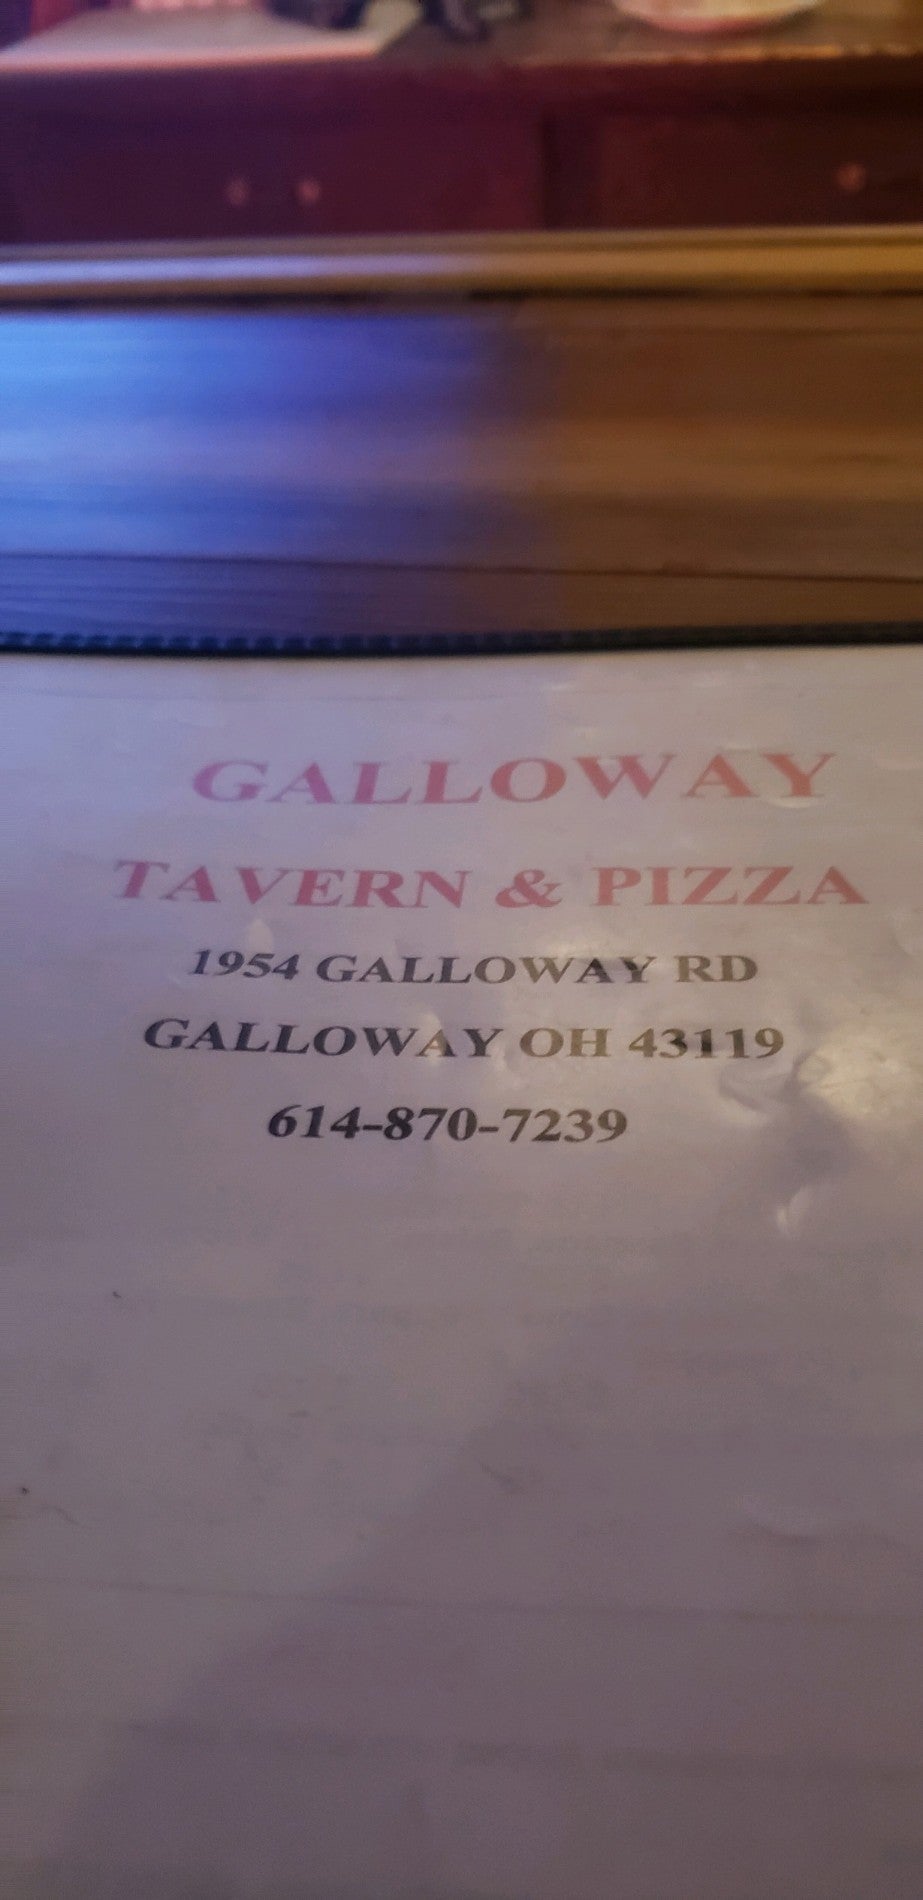 GALLOWAY
TAVERN & PIZZA
1954 GALLOWAY RD
GALLOWAY OH 43119
614-870-7239